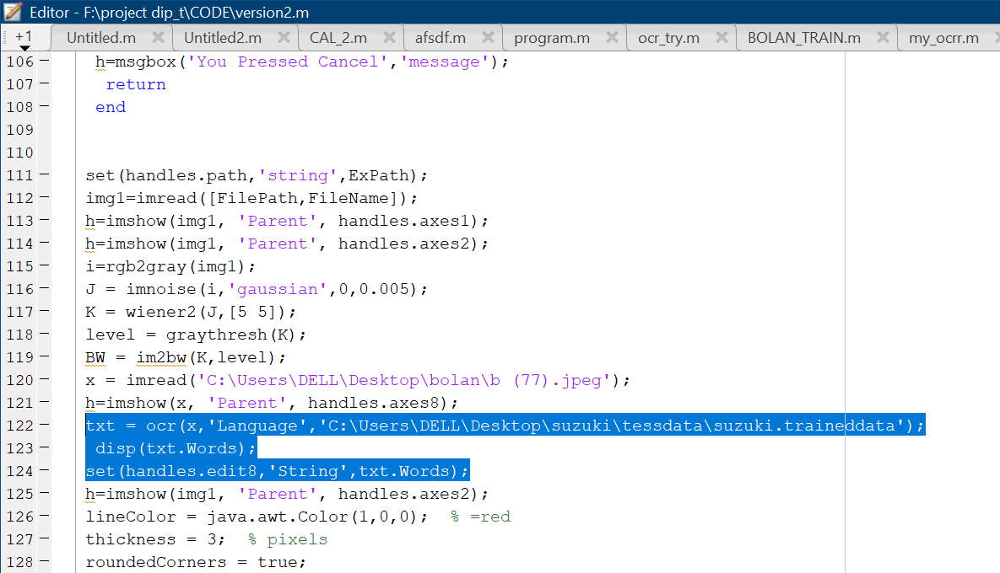 Editor - F:\project dip_t\CODE\version2.m
+1 Untitled.m Untitled2.m CAL_2.m afsdf.m program.m ocr_try.m BOLAN_TRAIN.m my_ocrr.m
106 h=msgbox('You Pressed Cancel','message');
107 return
108 end
109
110
111 set(handles.path,'string',ExPath);
112 img1=imread([FilePath,FileName]);
113 h=imshow(img1, 'Parent', handles.axes1);
114 h=imshow(img1, 'Parent', handles.axes2);
115 i=rgb2gray(img1);
116 J = imnoise(i,'gaussian',0,0.005);
117 K = wiener2(J,[5 5]);
118 level = graythresh(K);
119 BW = im2bw(K,level);
120 x = imread('C:\Users\DELL\Desktop\bolan\b (77).jpeg');
121 h=imshow(x, 'Parent', handles.axes8);
122 txt = ocr(x,'Language','C:\Users\DELL\Desktop\suzuki\tessdata\suzuki.traineddata');
123 disp(txt.Words);
124 set(handles.edit8,'String',txt.Words);
125 h=imshow(img1, 'Parent', handles.axes2);
126 lineColor = java.awt.Color(1,0,0); % =red
127 thickness = 3; % pixels
128 roundedCorners = true;